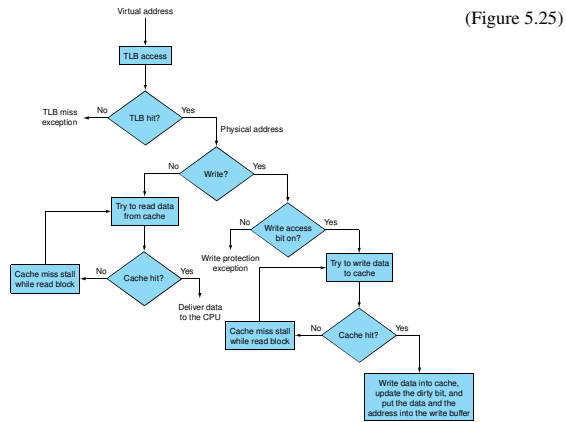 Virtual address
(Figure 5.25)
TLB access
TLB miss
exception
No
TLB hit?
Yes
Physical address
No
Write?
Yes
Try to read data
from cache
No
Write access
bit on?
Yes
Write protection
exception
Try to write data
to cache
Cache miss stall
while read block
No
Cache hit?
Yes
Deliver data
to the CPU
Cache miss stall
while read block
No
Cache hit?
Yes
Write data into cache,
update the dirty bit, and
put the data and the
address into the write buffer